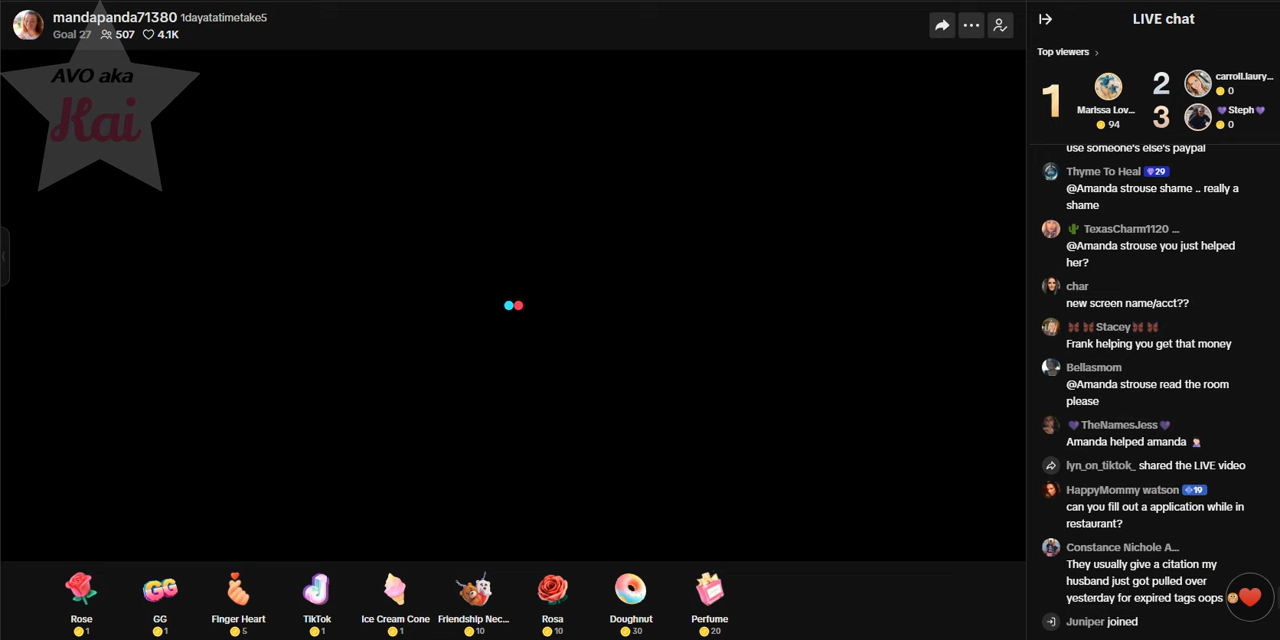 mandapanda71380 1dayatatimetake5
Goal 27 507 4.1K
AVO aka
Kai
LIVE chat
Top viewers
1
Marissa Lov...
94
2
carroll.laury...
0
3
Steph
0
use someone's else's paypal
Thyme To Heal 29
@Amanda strouse shame .. really a
shame
TexasCharm1120 ...
@Amanda strouse you just helped
her?
char
new screen name/acct??
Stacey
Frank helping you get that money
Bellasmom
@Amanda strouse read the room
please
TheNamesJess
Amanda helped amanda
lyn_on_tiktok_ shared the LIVE video
HappyMommy watson 19
can you fill out a application while in
restaurant?
Constance Nichole A...
They usually give a citation my
husband just got pulled over
yesterday for expired tags oops
Juniper joined
Rose
1
GG
GG
1
Finger Heart
5
TikTok
1
Ice Cream Cone
1
Friendship Nec...
10
Rosa
10
Doughnut
30
Perfume
20